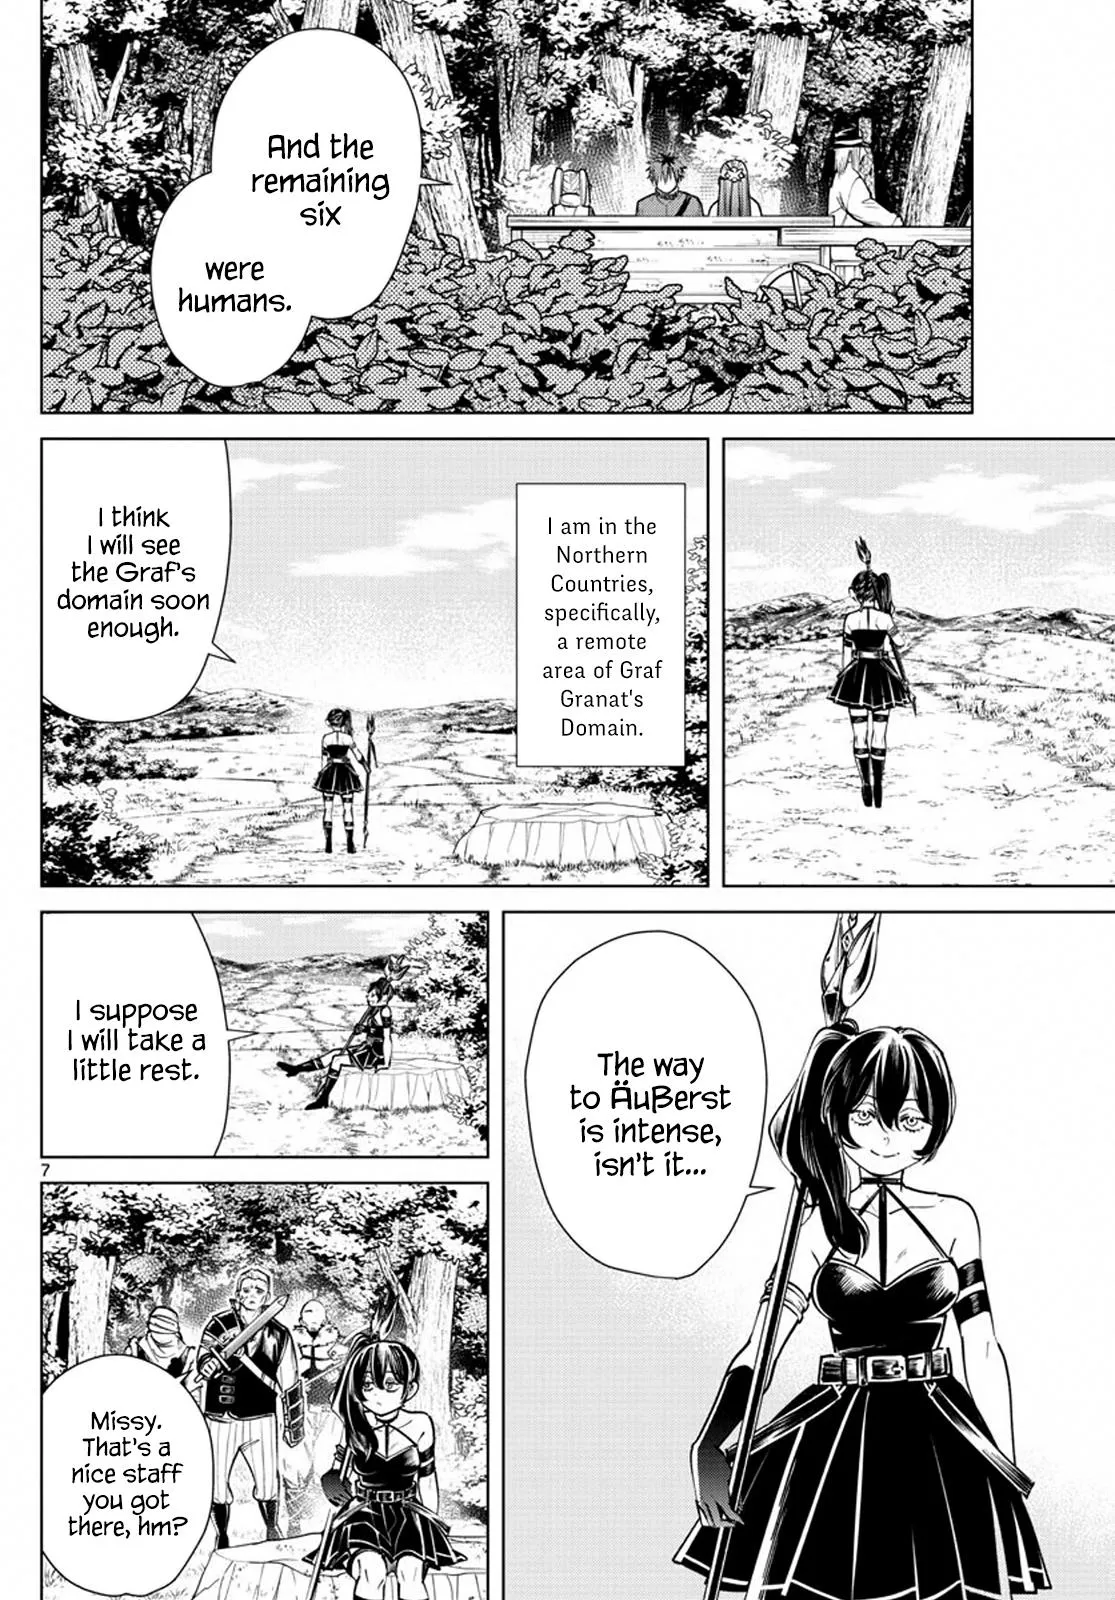 And the
remaining
six
were
humans.
I am in the
Northern
Countries,
specifically,
a remote
area of Graf
Granat's
Domain.
I think
I will see
the Graf's
domain soon
enough.
The way
to Äußerst
is intense,
isn't it...
I suppose
I will take a
little rest.
7
Missy.
That's a
nice staff
you got
there, hm?